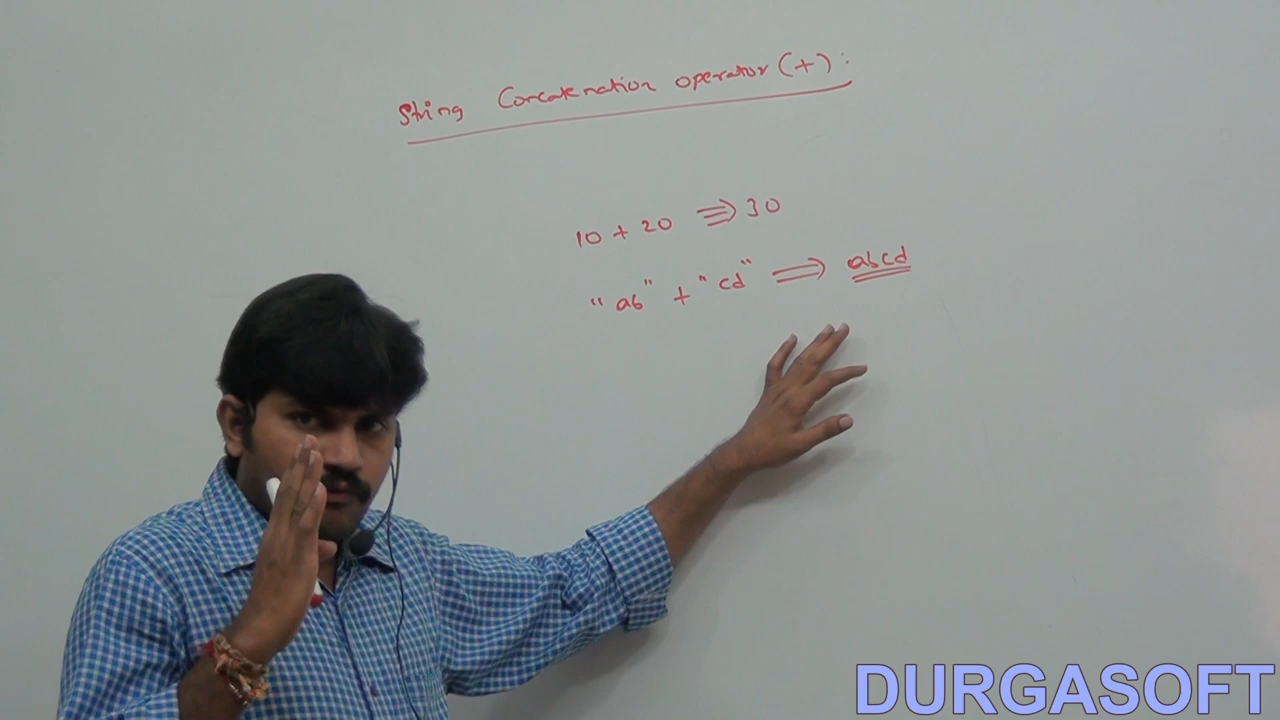 String Concatenation operator (+) :
10 + 20 ⇒ 30
"ab" + "cd" ⇒ abcd
DURGASOFT